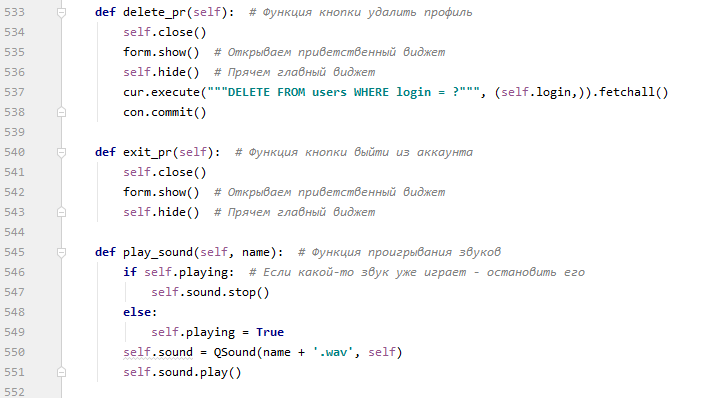 533 def delete_pr(self):  # Функция кнопки удалить профиль
534 self.close()
535 form.show()  # Открываем приветственный виджет
536 self.hide()  # Прячем главный виджет
537 cur.execute("""DELETE FROM users WHERE login = ?""", (self.login,)).fetchall()
538 con.commit()
539
540 def exit_pr(self):  # Функция кнопки выйти из аккаунта
541 self.close()
542 form.show()  # Открываем приветственный виджет
543 self.hide()  # Прячем главный виджет
544
545 def play_sound(self, name):  # Функция проигрывания звуков
546 if self.playing:  # Если какой-то звук уже играет - остановить его
547 self.sound.stop()
548 else:
549 self.playing = True
550 self.sound = QSound(name + '.wav', self)
551 self.sound.play()
552